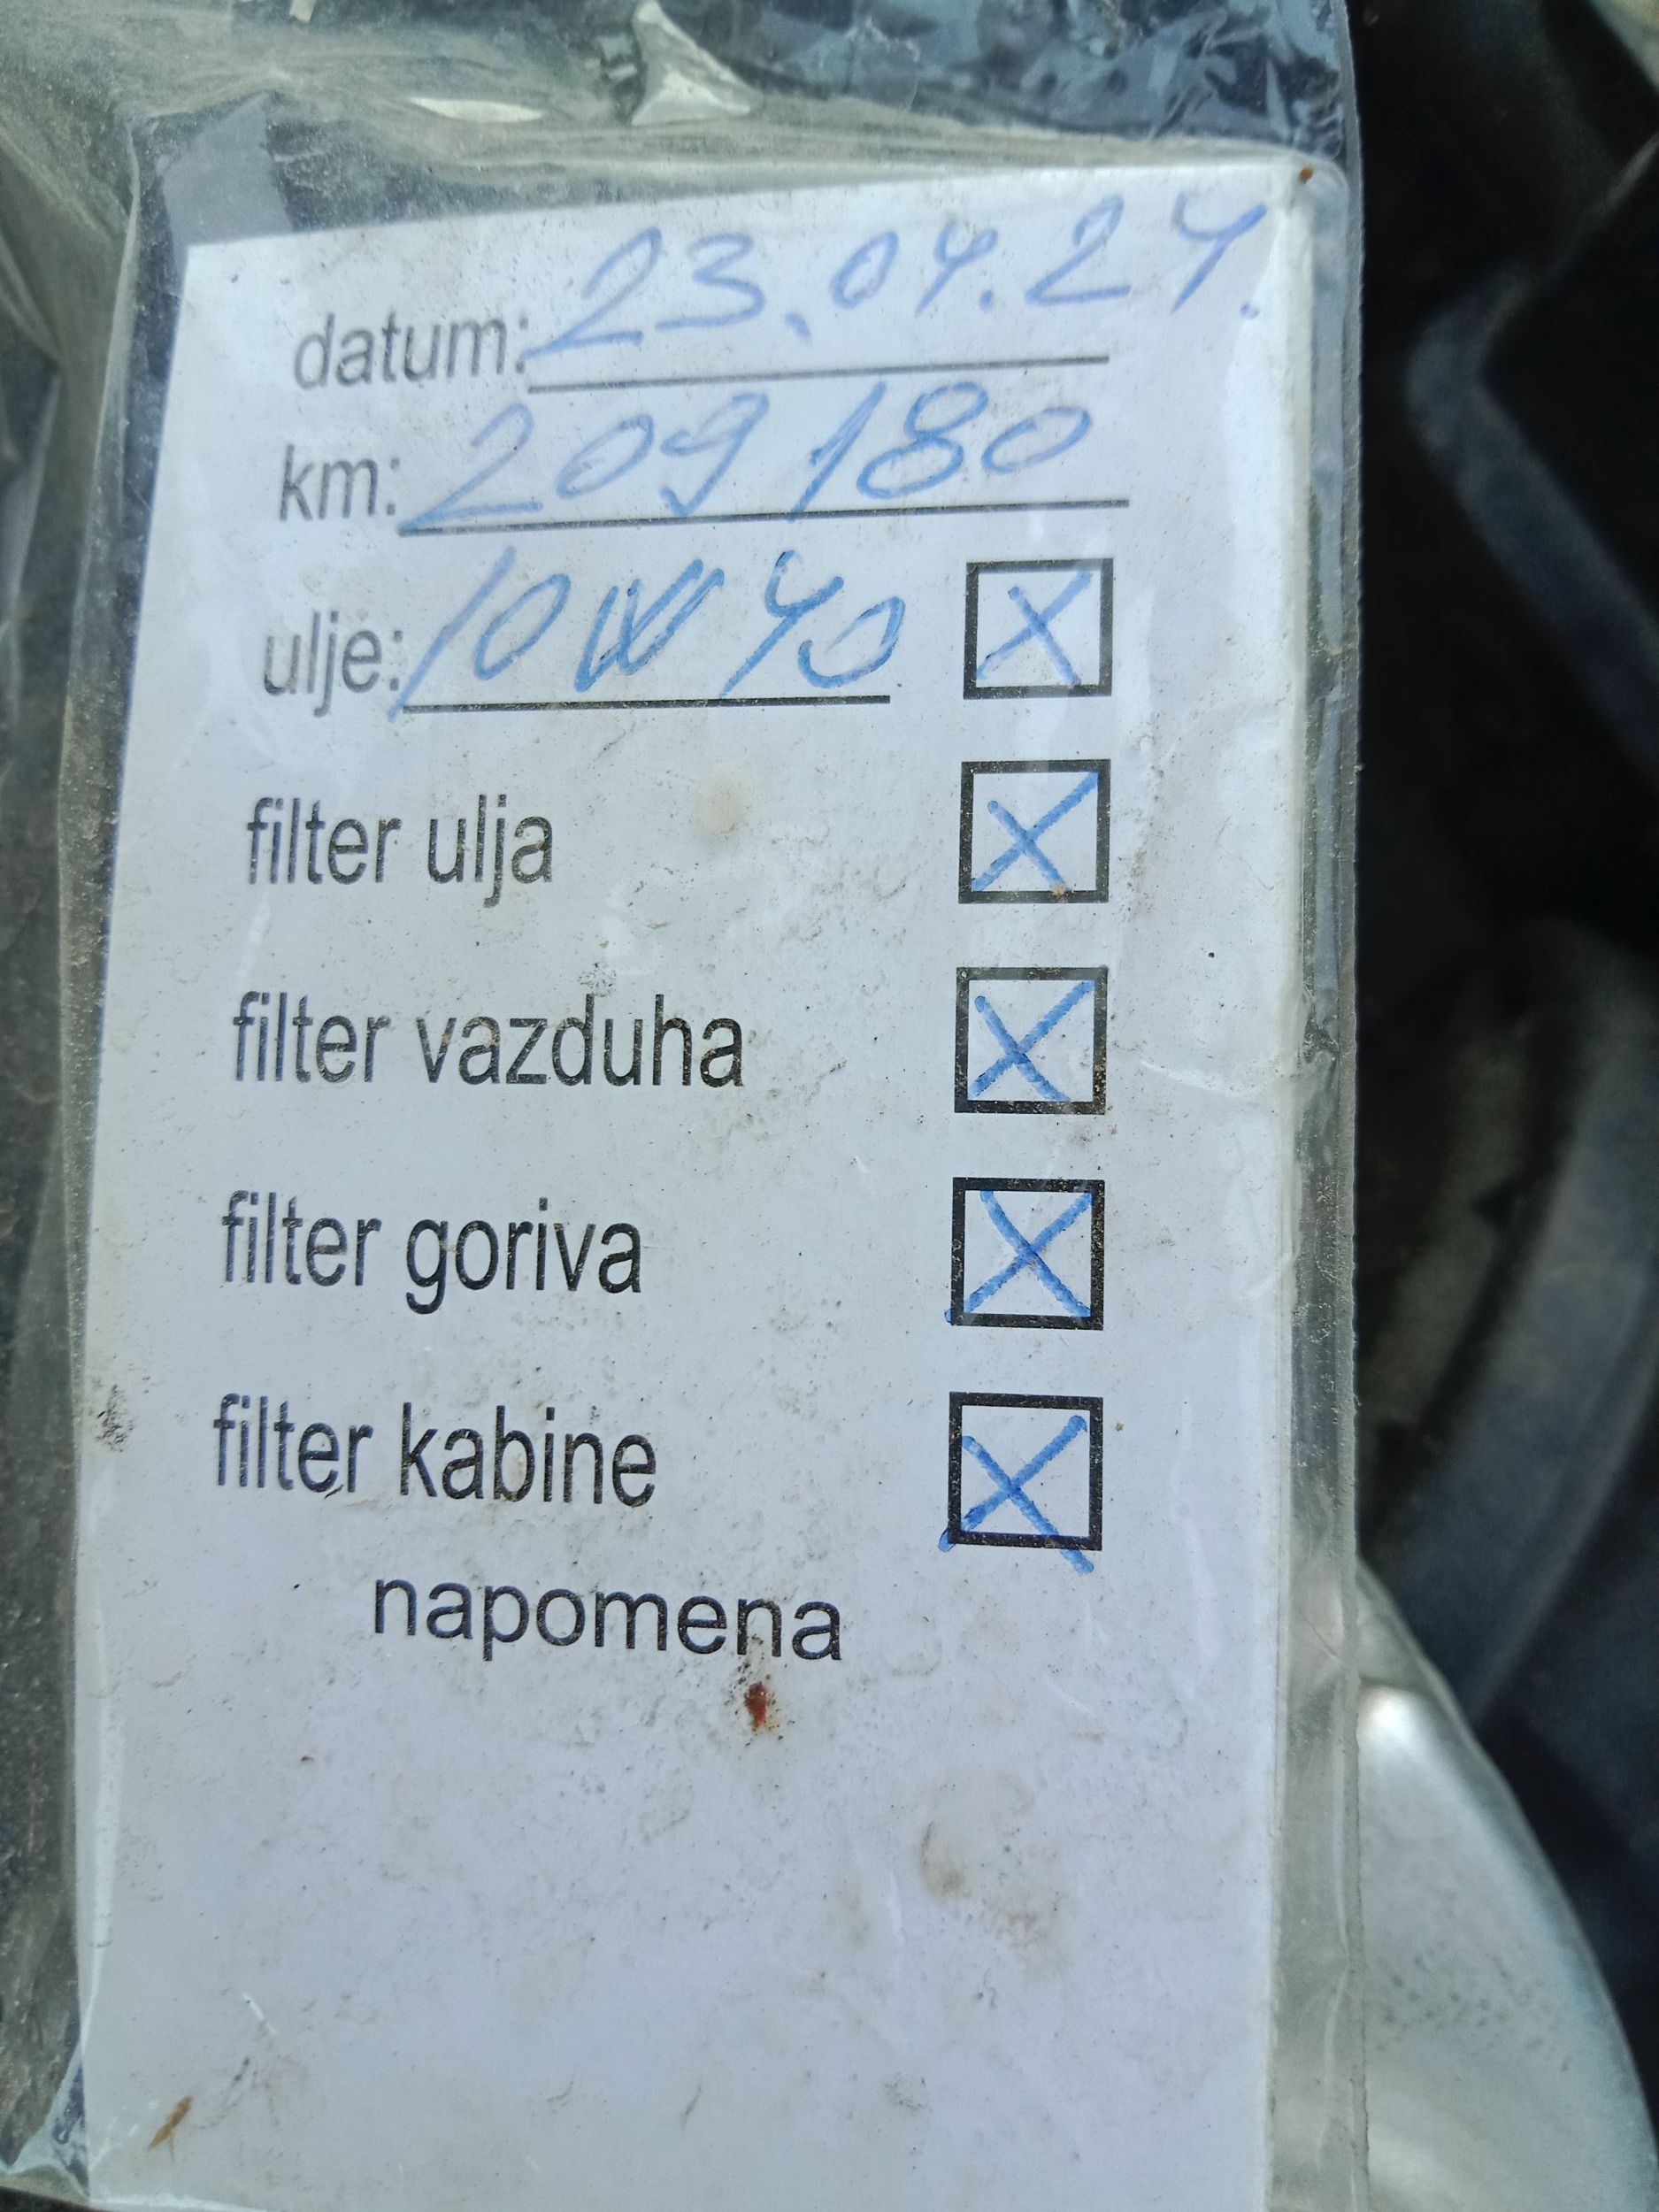 datum: 23.04.24.
km: 209180
ulje: 10W40 X
filter ulja X
filter vazduha X
filter goriva X
filter kabine X
napomena